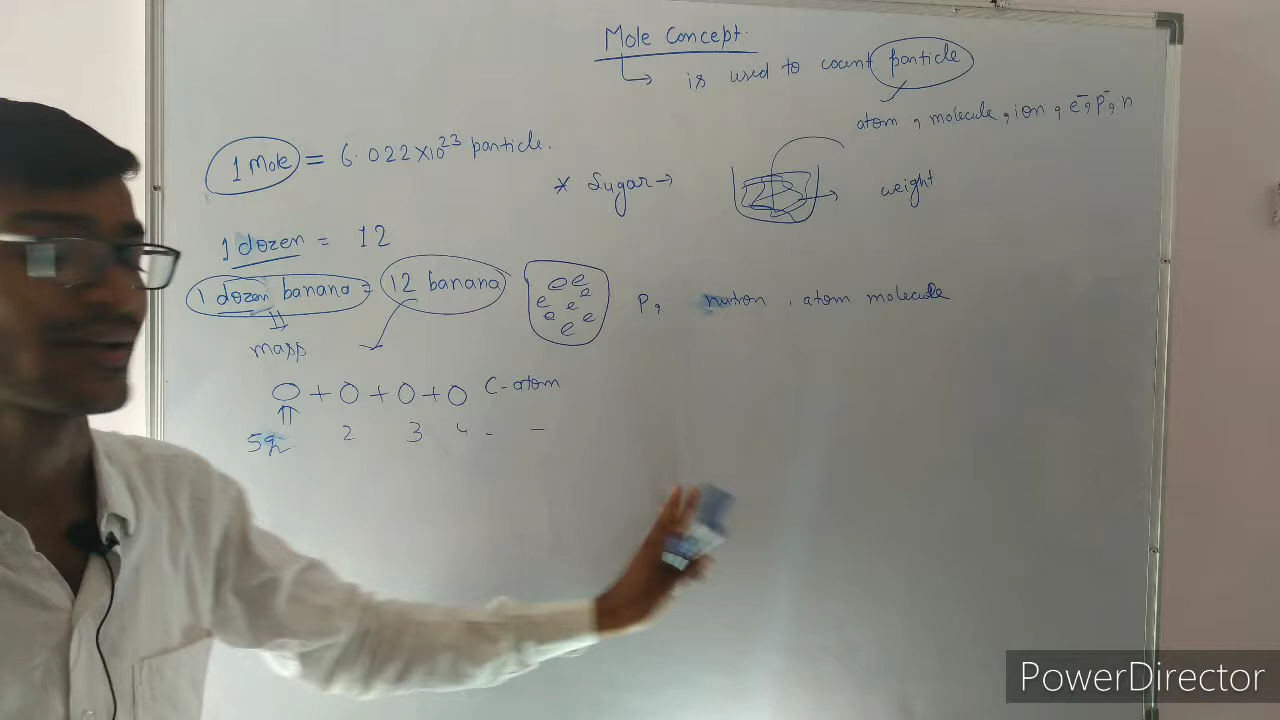 Mole Concept.
is used to count particle
atom, molecule, ion, e⁻, p⁺, n
1 Mole = 6.022×10²³ particle.
* Sugar → weight
1 dozen = 12
1 dozen banana = 12 banana
e e e e e e e e
P, nutron, atom molecule
mass
O + O + O + O C-atom
2 3 4 - -
PowerDirector